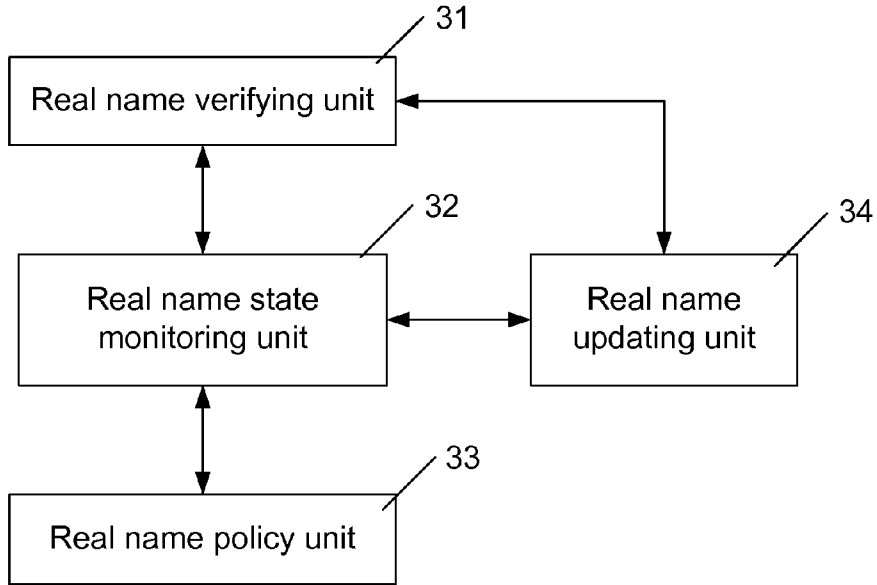 31
Real name verifying unit
32
34
Real name state
monitoring unit
Real name
updating unit
33
Real name policy unit